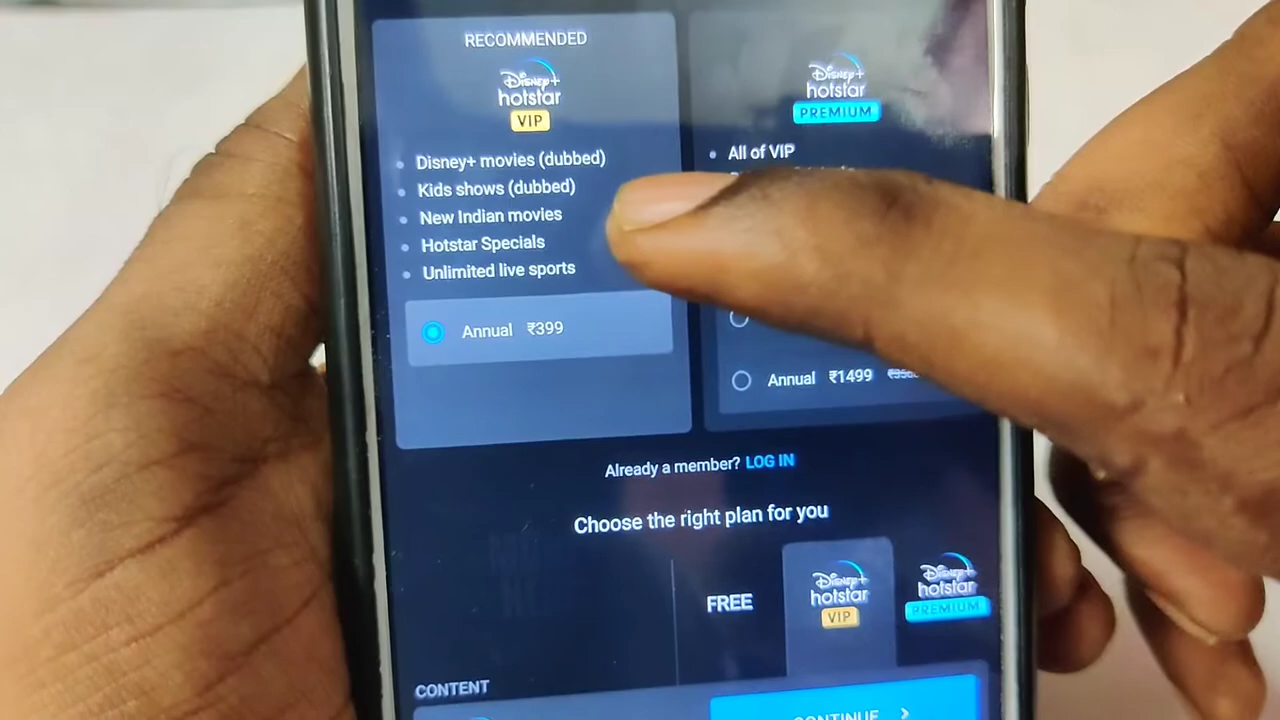 RECOMMENDED
Disney+
hotstar
VIP
Disney+ movies (dubbed)
Kids shows (dubbed)
New Indian movies
Hotstar Specials
Unlimited live sports
Annual ₹399
Disney+
hotstar
PREMIUM
All of VIP
Annual ₹1499
Already a member? LOG IN
Choose the right plan for you
FREE
Disney+
hotstar
VIP
Disney+
hotstar
PREMIUM
CONTENT
CONTINUE